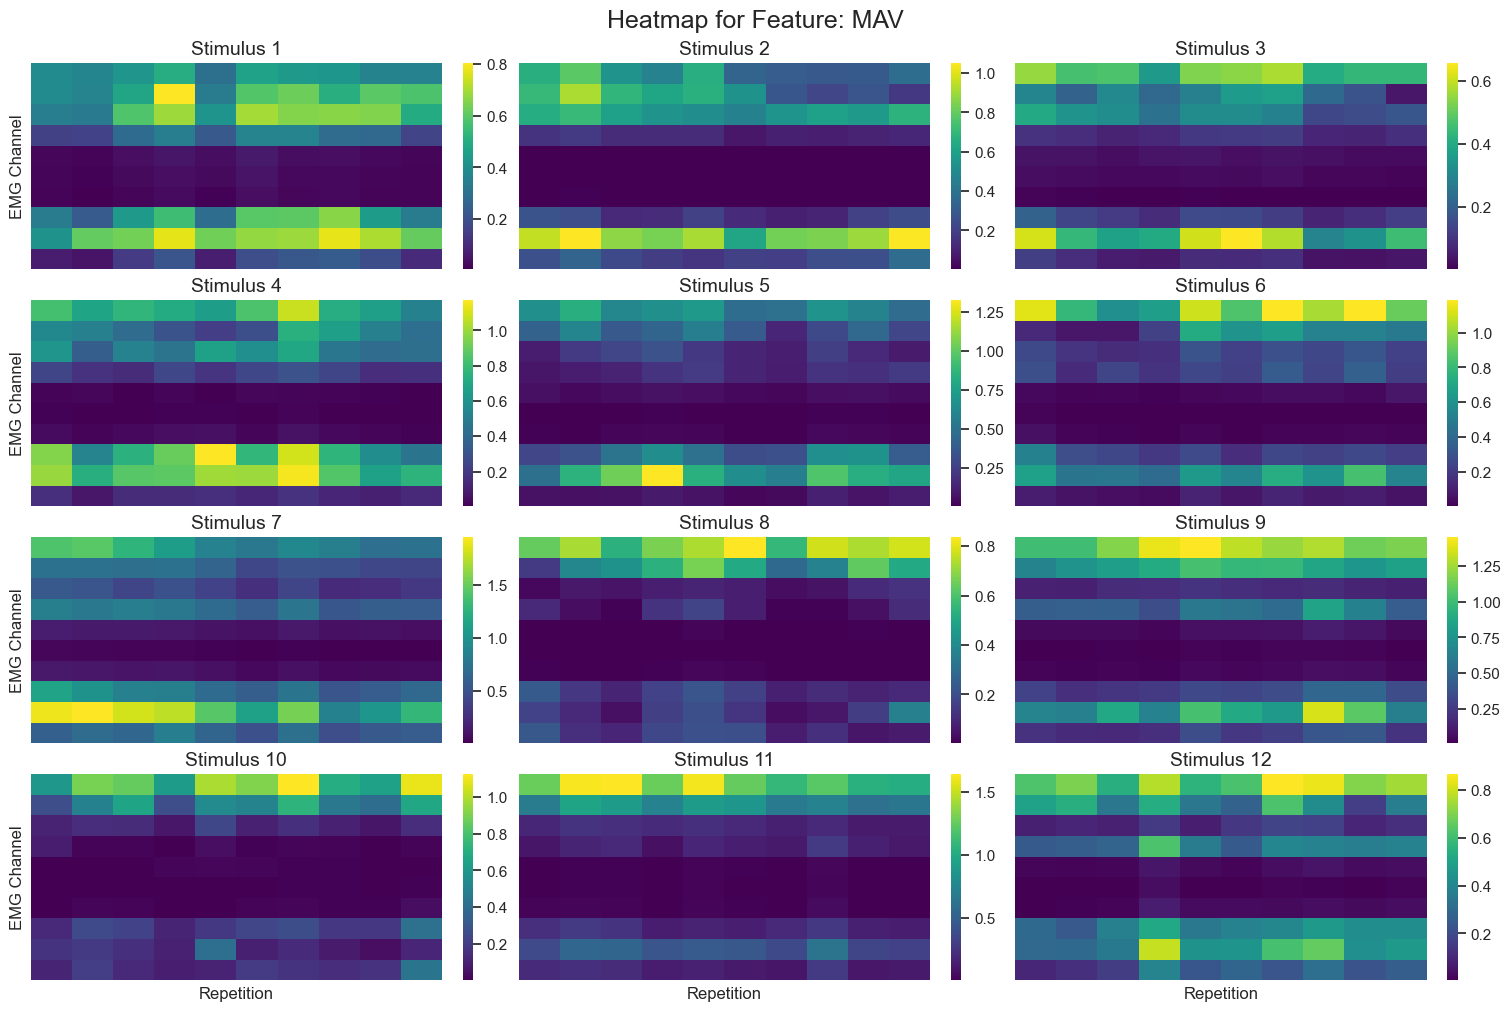 Heatmap for Feature: MAV
Stimulus 1
Stimulus 2
Stimulus 3
EMG Channel
0.8
0.6
0.4
0.2
1.0
0.8
0.6
0.4
0.2
0.6
0.4
0.2
Stimulus 4
Stimulus 5
Stimulus 6
EMG Channel
1.0
0.8
0.6
0.4
0.2
1.25
1.00
0.75
0.50
0.25
1.0
0.8
0.6
0.4
0.2
Stimulus 7
Stimulus 8
Stimulus 9
EMG Channel
1.5
1.0
0.5
0.8
0.6
0.4
0.2
1.25
1.00
0.75
0.50
0.25
Stimulus 10
Stimulus 11
Stimulus 12
EMG Channel
1.0
0.8
0.6
0.4
0.2
1.5
1.0
0.5
0.8
0.6
0.4
0.2
Repetition
Repetition
Repetition